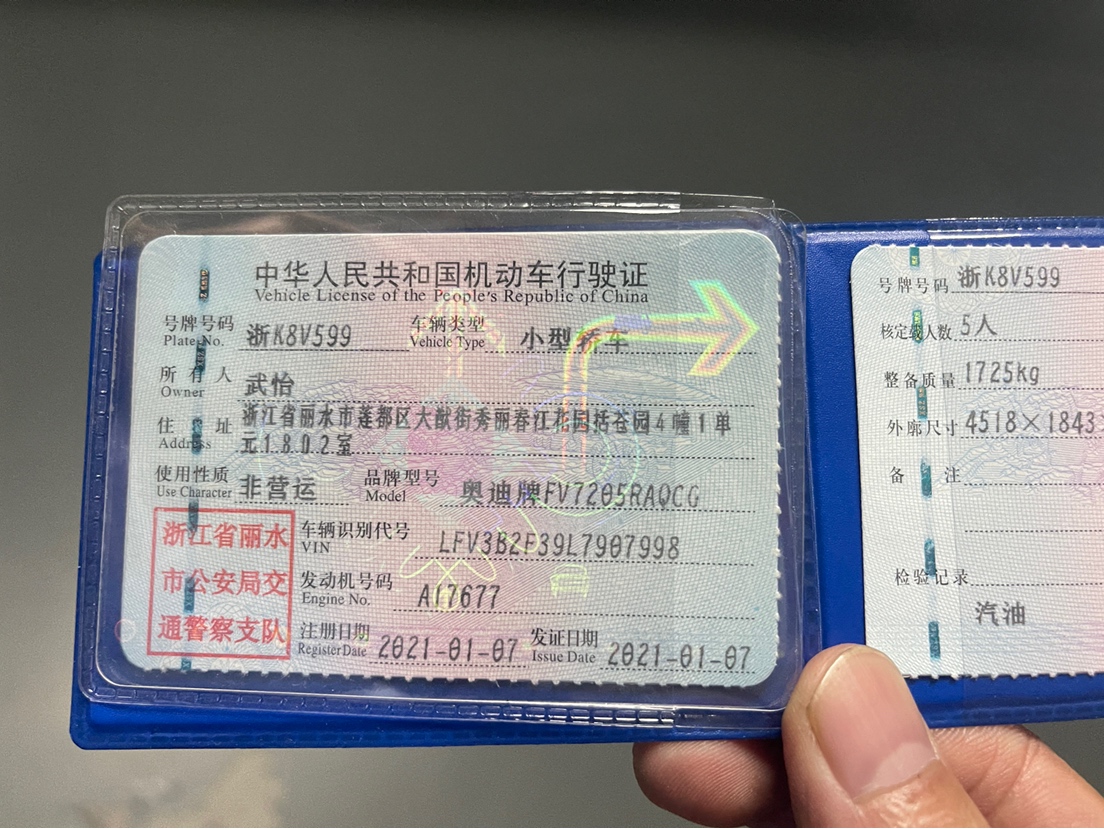 中华人民共和国机动车行驶证
Vehicle License of the People's Republic of China
号牌号码 浙K8V599 车辆类型 小型轿车
Plate No. Vehicle Type
所有人 武怡
Owner
住址 浙江省丽水市莲都区大猷街秀丽春江花园括苍园4幢1单
Address 元1802室
使用性质 非营运 品牌型号 奥迪牌FV7205RAQCG
Use Character Model
浙江省丽水
市公安局交
通警察支队
车辆识别代号 LFV3B2F39L7907998
VIN
发动机号码 A17677
Engine No.
注册日期 2021-01-07 发证日期 2021-01-07
Register Date Issue Date
号牌号码 浙K8V599
核定载人数 5人
整备质量 1725kg
外廓尺寸 4518×1843×
备注
检验记录
汽油